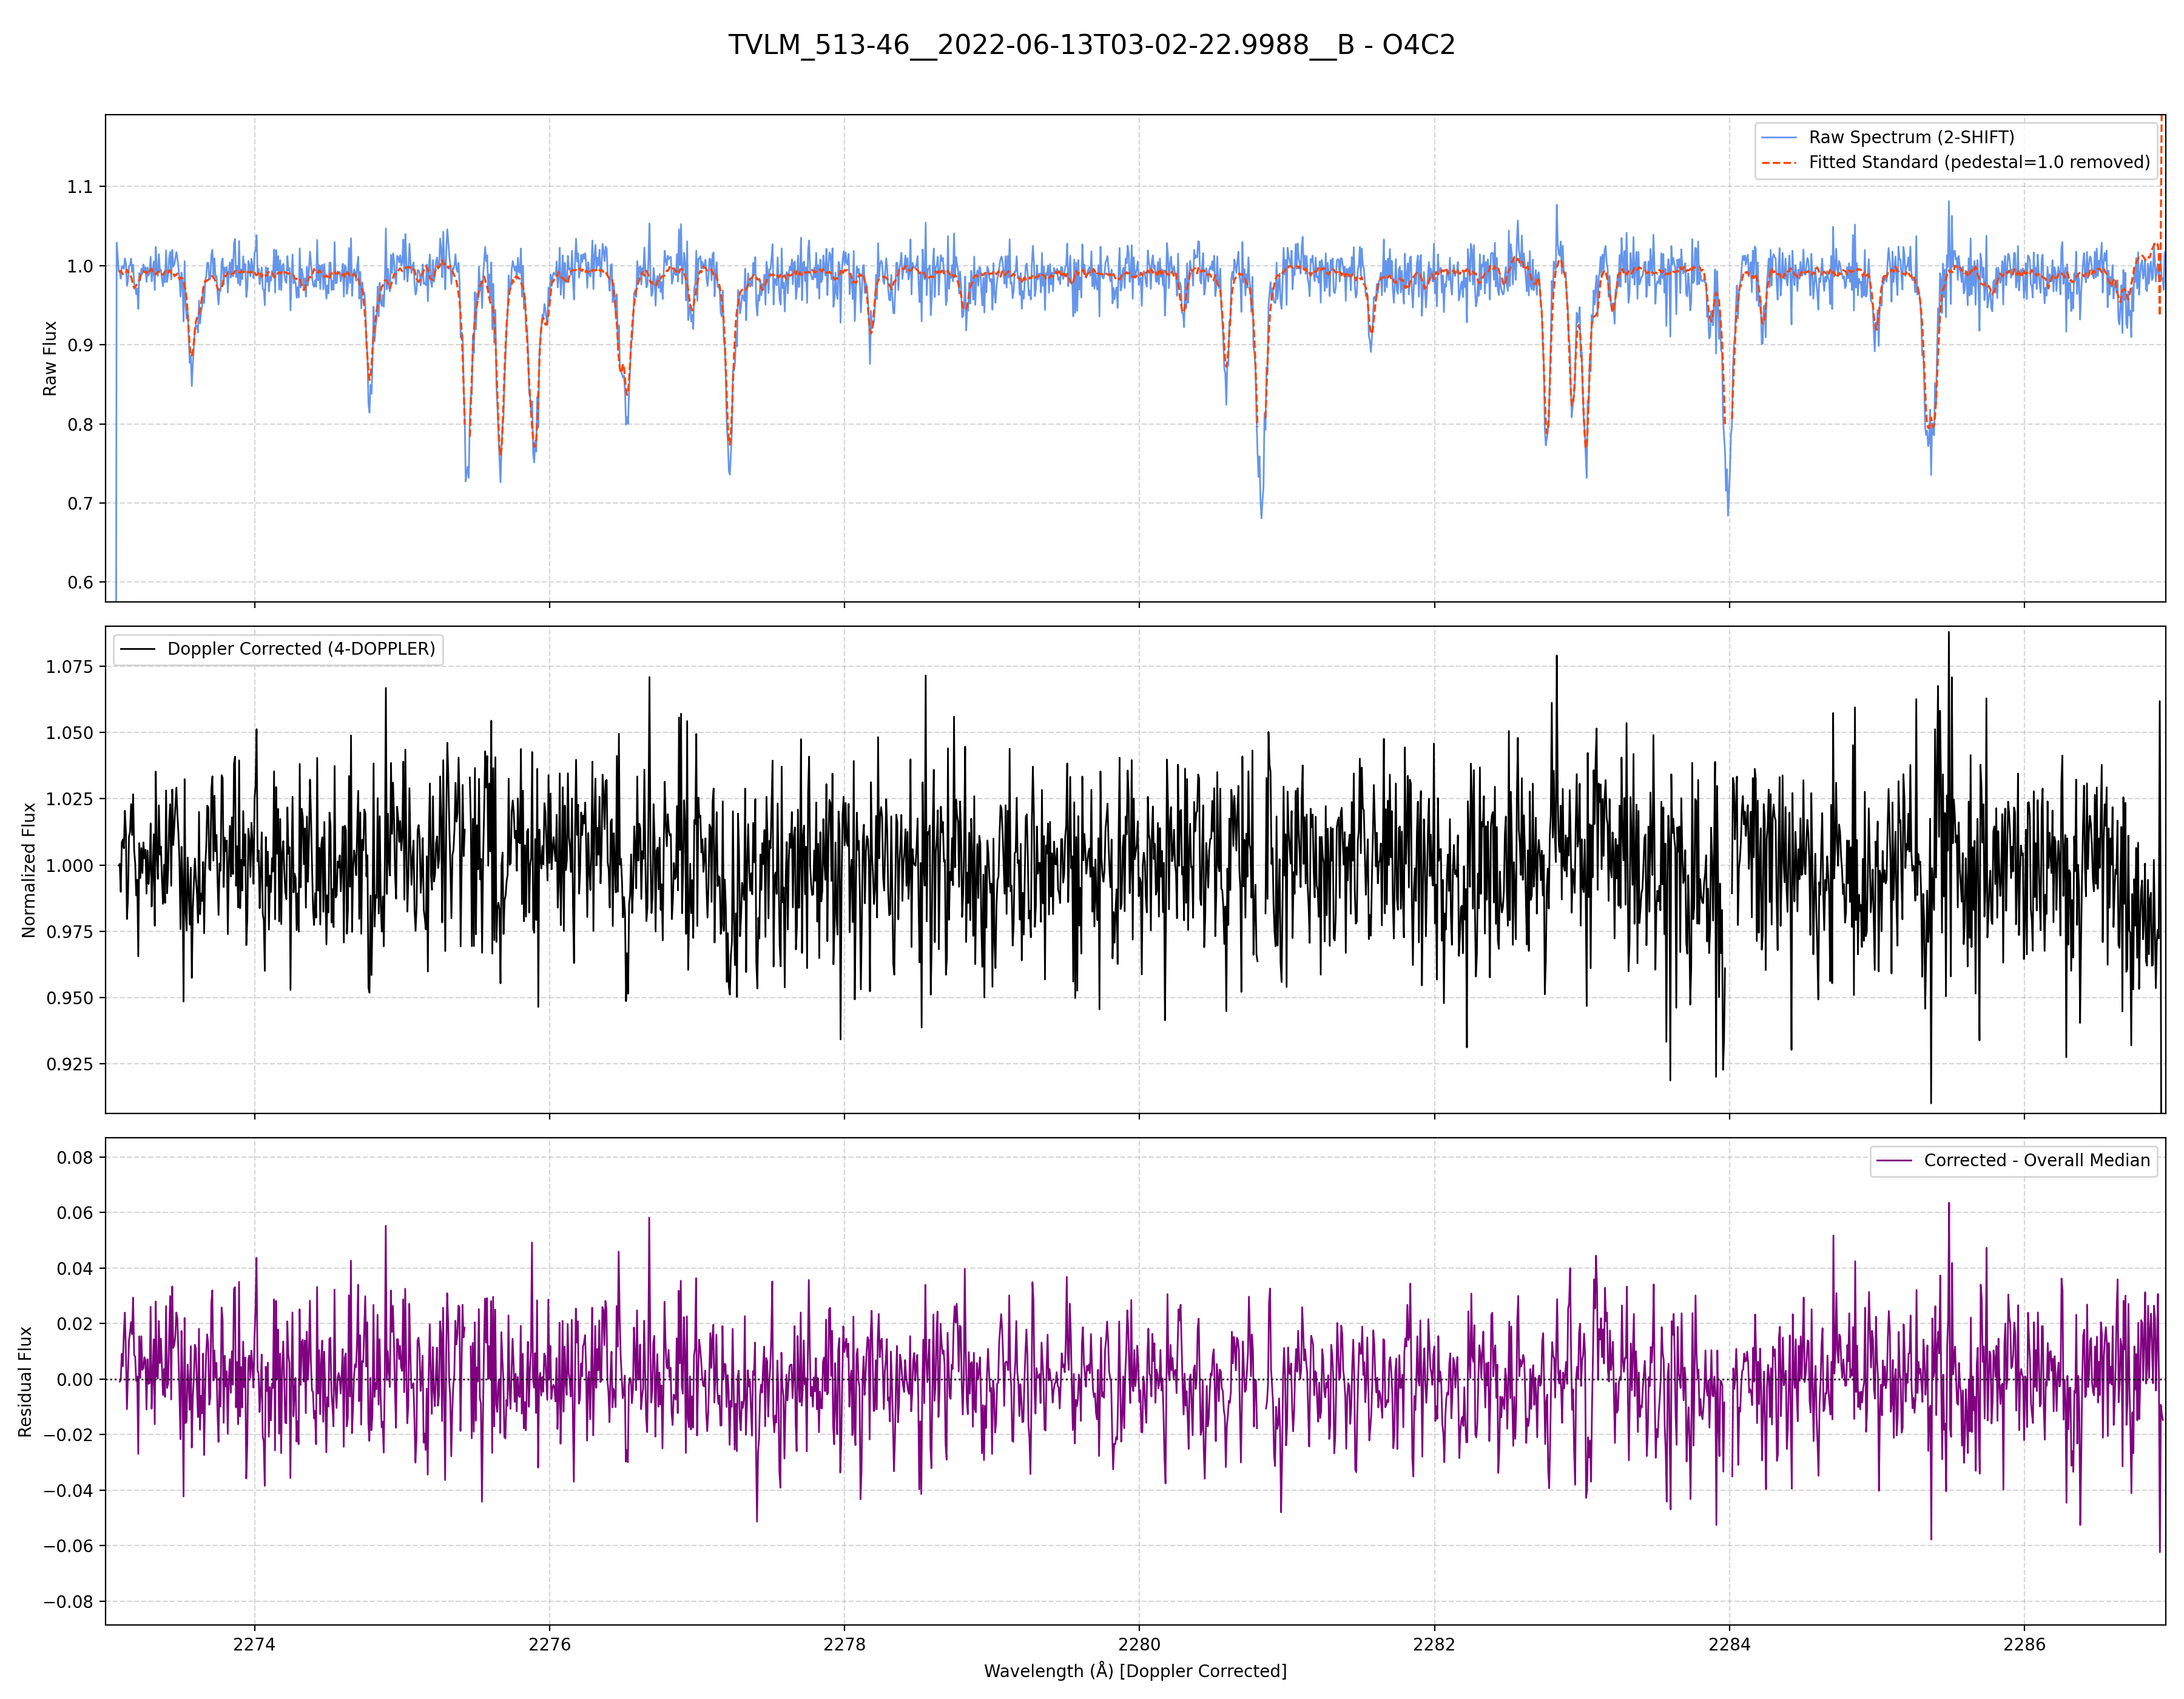 TVLM_513-46__2022-06-13T03-02-22.9988__B - O4C2
Raw Spectrum (2-SHIFT)
Fitted Standard (pedestal=1.0 removed)
1.1
1.0
0.9
0.8
0.7
0.6
Raw Flux
Doppler Corrected (4-DOPPLER)
1.075
1.050
1.025
1.000
0.975
0.950
0.925
Normalized Flux
Corrected - Overall Median
0.08
0.06
0.04
0.02
0.00
−0.02
−0.04
−0.06
−0.08
Residual Flux
2274 2276 2278 2280 2282 2284 2286
Wavelength (Å) [Doppler Corrected]